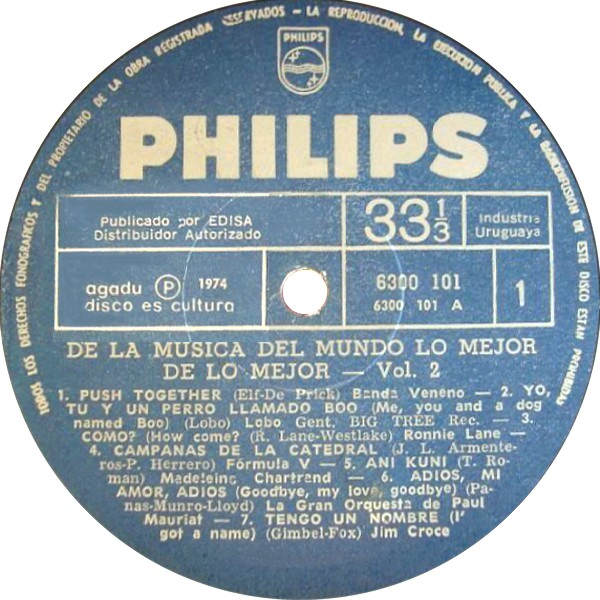 TODOS LOS DERECHOS FONOGRAFICOS Y DEL PROPIETARIO DE LA OBRA REGISTRADA RESERVADOS – LA REPRODUCCION, LA EJECUCION PUBLICA Y LA RADIODIFUSION DE ESTE DISCO ESTAN PROHIBIDAS
PHILIPS
PHILIPS
Publicado por EDISA
Distribuidor Autorizado
33⅓
Industria
Uruguaya
agadu Ⓟ 1974
disco es cultura
6300 101
6300 101 A
1
DE LA MUSICA DEL MUNDO LO MEJOR
DE LO MEJOR — Vol. 2
1. PUSH TOGETHER (Elf-De Prick) Banda Veneno — 2. YO,
TU Y UN PERRO LLAMADO BOO (Me, you and a dog
named Boo) (Lobo) Lobo Gent. BIG TREE Rec. — 3.
COMO? (How come?) (R. Lane-Westlake) Ronnie Lane —
4. CAMPANAS DE LA CATEDRAL (J. L. Armente-
ros-P. Herrero) Fórmula V — 5. ANI KUNI (T. Ro-
man) Madeleine Chartrand — 6. ADIOS, MI
AMOR, ADIOS (Goodbye, my love, goodbye) (Pa-
nas-Munro-Lloyd) La Gran Orquesta de Paul
Mauriat — 7. TENGO UN NOMBRE (I'
got a name) (Gimbel-Fox) Jim Croce